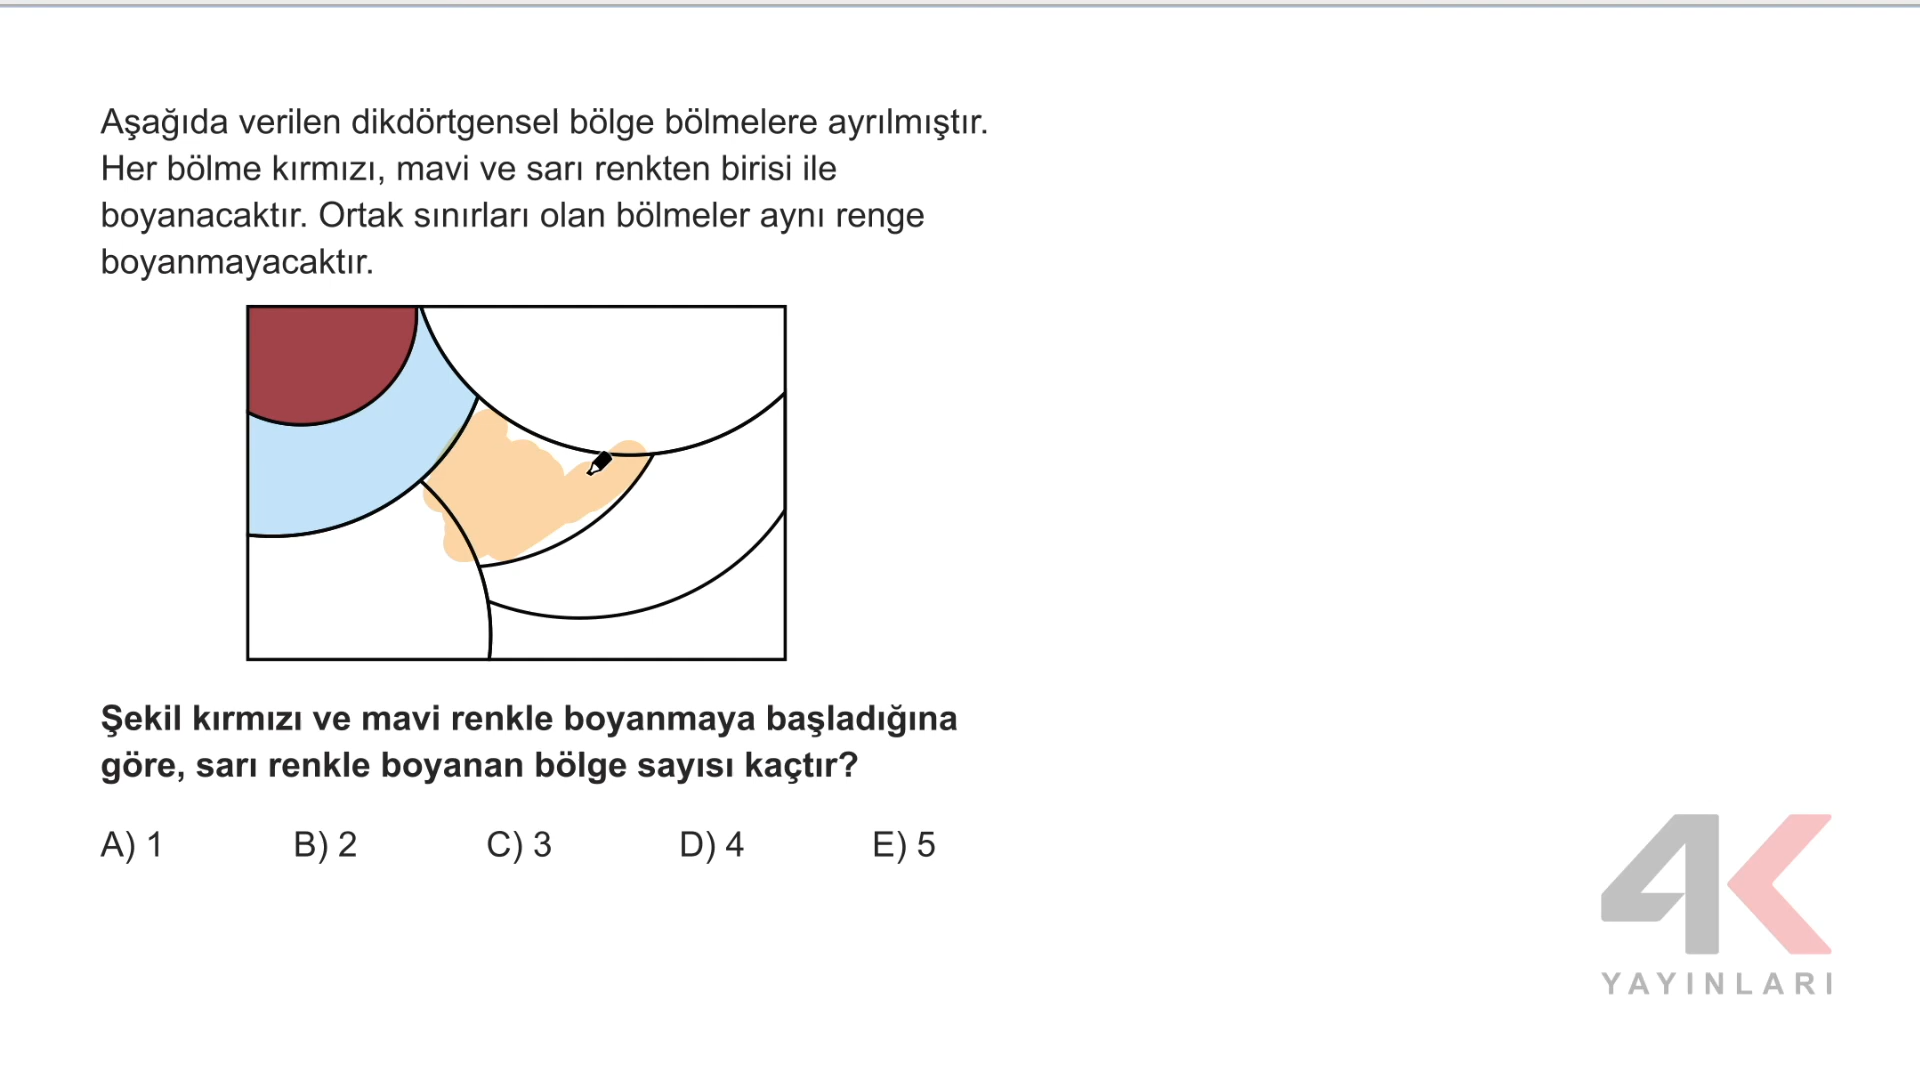 Aşağıda verilen dikdörtgensel bölge bölmelere ayrılmıştır.
Her bölme kırmızı, mavi ve sarı renkten birisi ile
boyanacaktır. Ortak sınırları olan bölmeler aynı renge
boyanmayacaktır.
Şekil kırmızı ve mavi renkle boyanmaya başladığına
göre, sarı renkle boyanan bölge sayısı kaçtır?
A) 1 B) 2 C) 3 D) 4 E) 5
4K
YAYINLARI